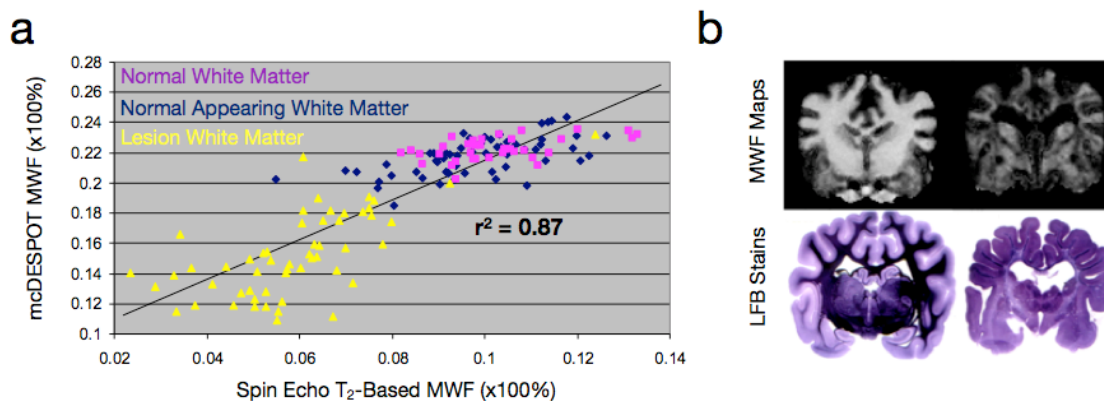 a
b
mcDESPOT MWF (x100%)
0.28
0.26
0.24
0.22
0.2
0.18
0.16
0.14
0.12
0.1
Normal White Matter
Normal Appearing White Matter
Lesion White Matter
r² = 0.87
0.02 0.04 0.06 0.08 0.1 0.12 0.14
Spin Echo T₂-Based MWF (x100%)
MWF Maps
LFB Stains